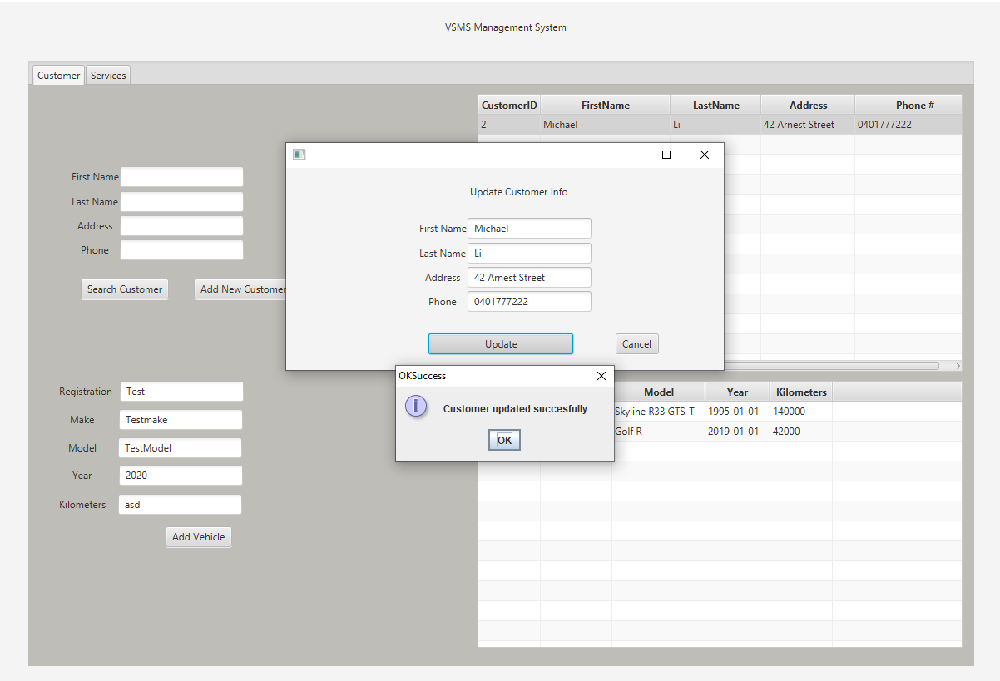 VSMS Management System
Customer Services
CustomerID FirstName LastName Address Phone #
2 Michael Li 42 Arnest Street 0401777222
First Name
Last Name
Address
Phone
Search Customer Add New Customer
Update Customer Info
First Name Michael
Last Name Li
Address 42 Arnest Street
Phone 0401777222
Update Cancel
OKSuccess
Customer updated succesfully
OK
Registration Test
Make Testmake
Model TestModel
Year 2020
Kilometers asd
Add Vehicle
Model Year Kilometers
Skyline R33 GTS-T 1995-01-01 140000
Golf R 2019-01-01 42000